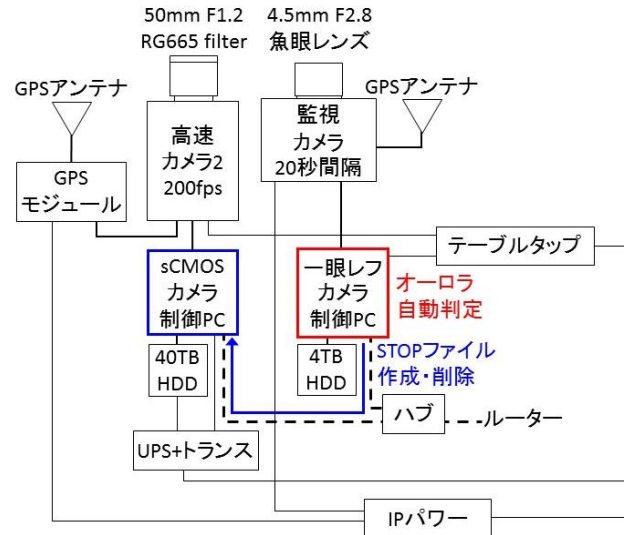 50mm F1.2
RG665 filter
4.5mm F2.8
魚眼レンズ
GPSアンテナ
GPSアンテナ
高速
カメラ2
200fps
監視
カメラ
20秒間隔
GPS
モジュール
テーブルタップ
sCMOS
カメラ
制御PC
一眼レフ
カメラ
制御PC
オーロラ
自動判定
40TB
HDD
4TB
HDD
STOPファイル
作成・削除
ハブ
ルーター
UPS+トランス
IPパワー